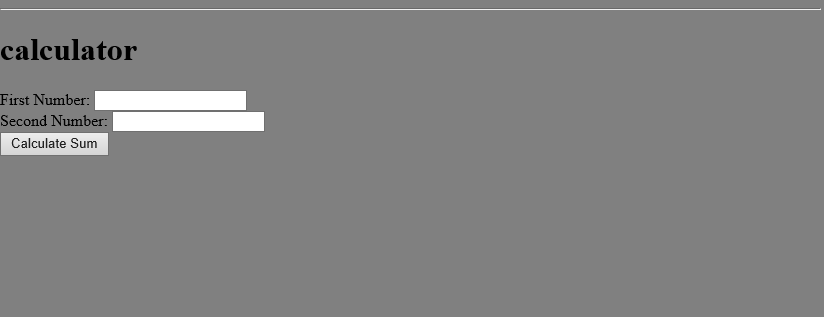 calculator
First Number:
Second Number:
Calculate Sum